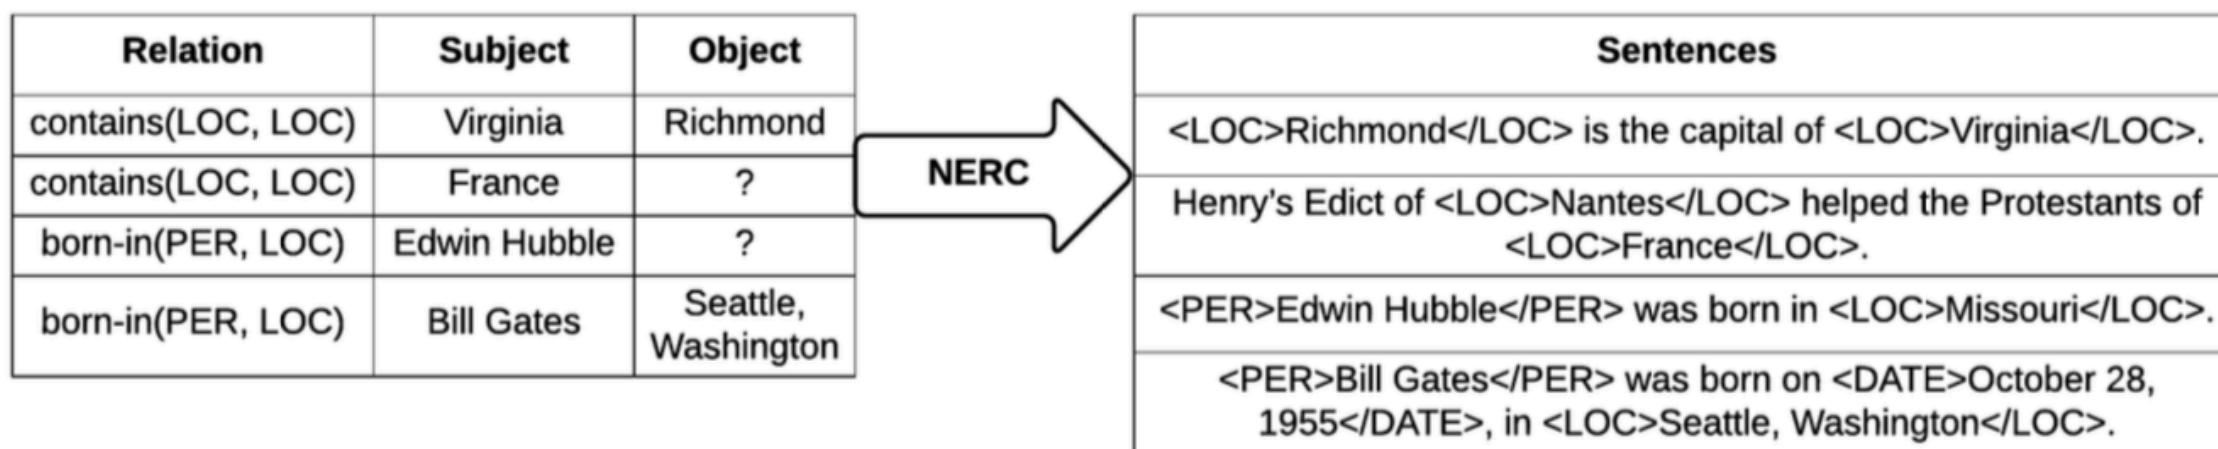 Relation Subject Object
contains(LOC, LOC) Virginia Richmond
contains(LOC, LOC) France ?
born-in(PER, LOC) Edwin Hubble ?
born-in(PER, LOC) Bill Gates Seattle,
Washington
NERC
Sentences
<LOC>Richmond</LOC> is the capital of <LOC>Virginia</LOC>.
Henry's Edict of <LOC>Nantes</LOC> helped the Protestants of
<LOC>France</LOC>.
<PER>Edwin Hubble</PER> was born in <LOC>Missouri</LOC>.
<PER>Bill Gates</PER> was born on <DATE>October 28,
1955</DATE>, in <LOC>Seattle, Washington</LOC>.